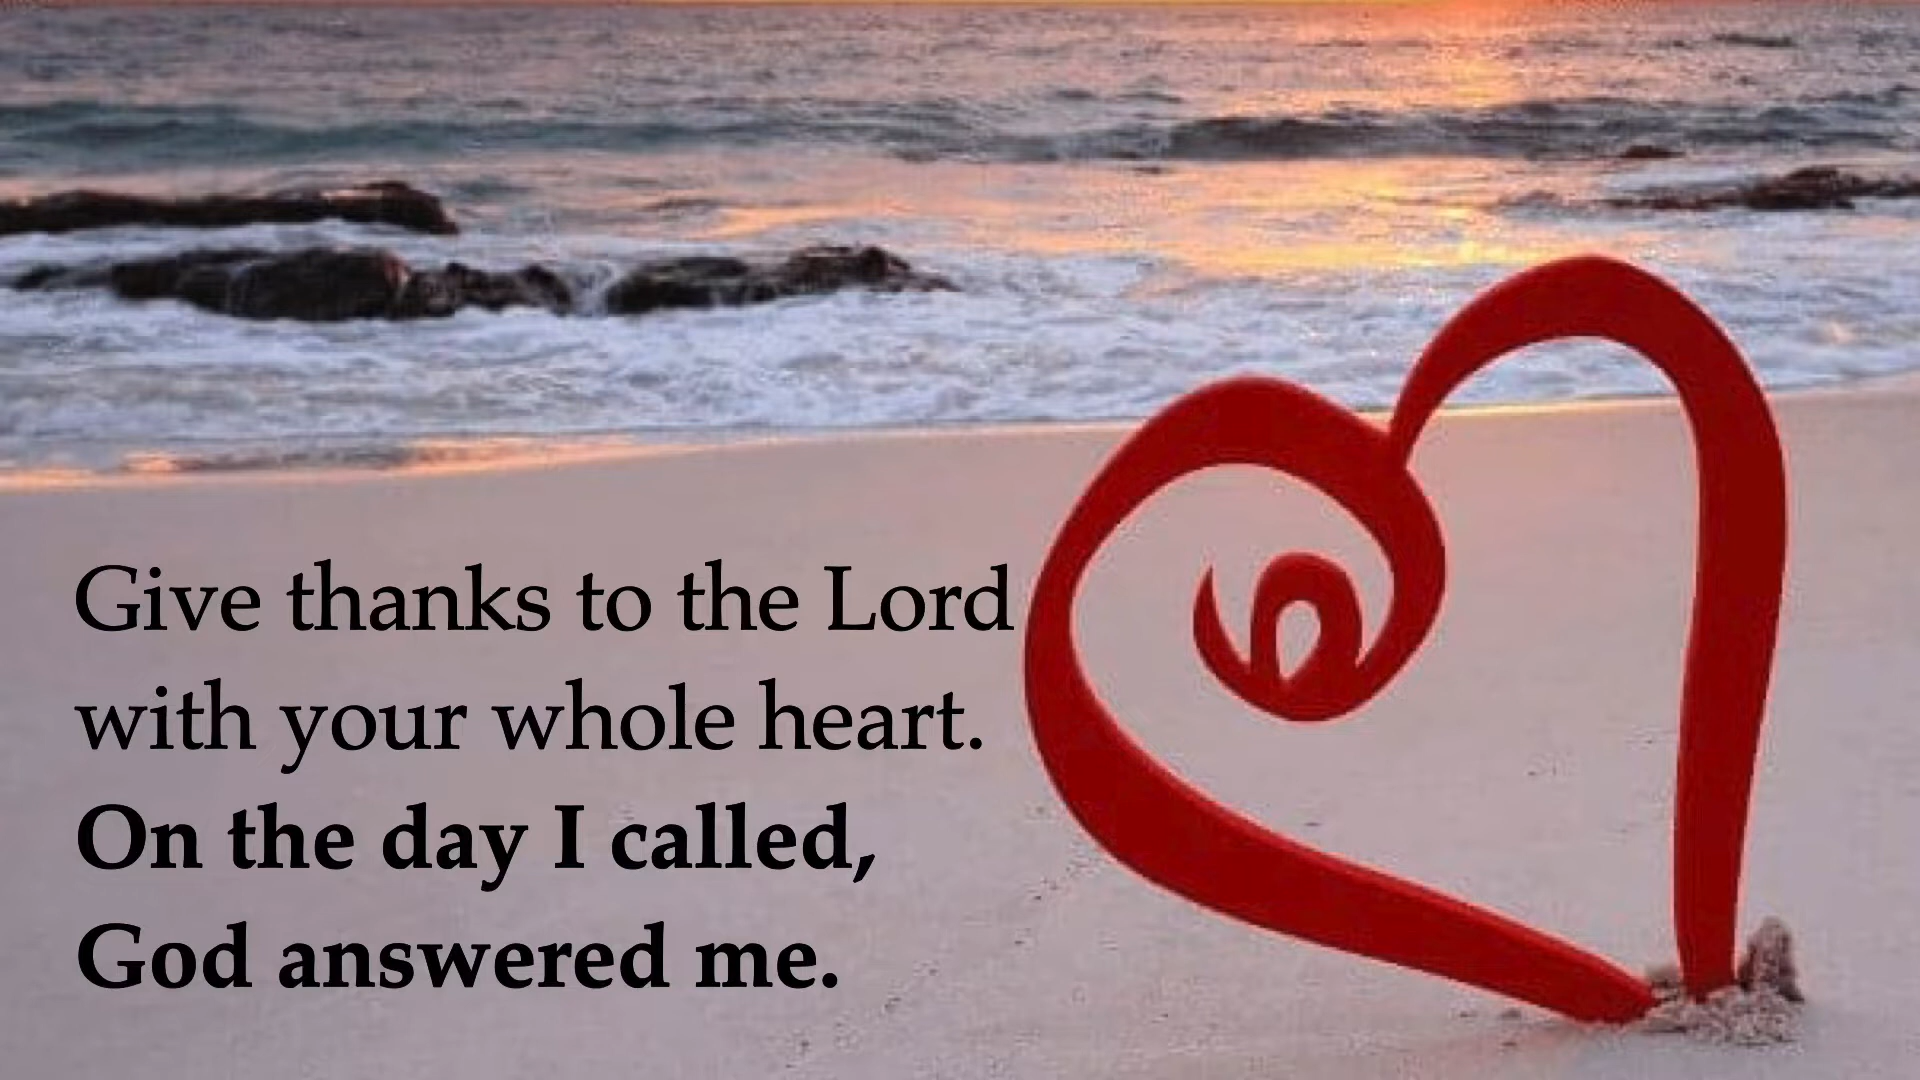 Give thanks to the Lord
with your whole heart.
On the day I called,
God answered me.